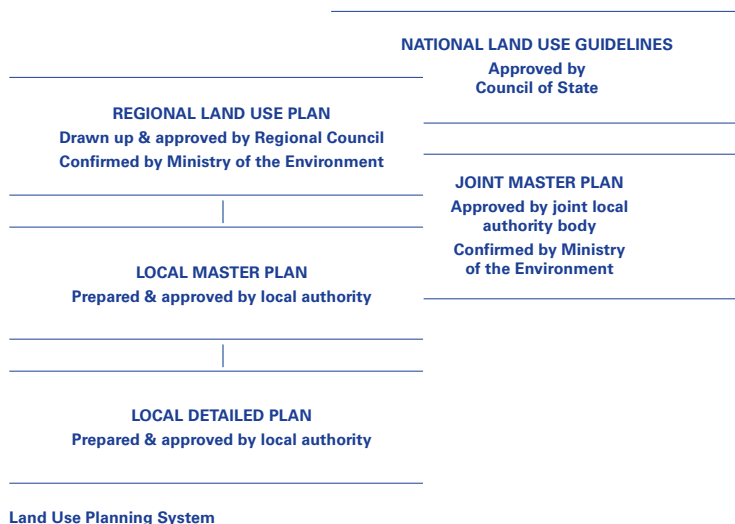 NATIONAL LAND USE GUIDELINES
Approved by
Council of State
REGIONAL LAND USE PLAN
Drawn up & approved by Regional Council
Confirmed by Ministry of the Environment
JOINT MASTER PLAN
Approved by joint local
authority body
Confirmed by Ministry
of the Environment
LOCAL MASTER PLAN
Prepared & approved by local authority
LOCAL DETAILED PLAN
Prepared & approved by local authority
Land Use Planning System